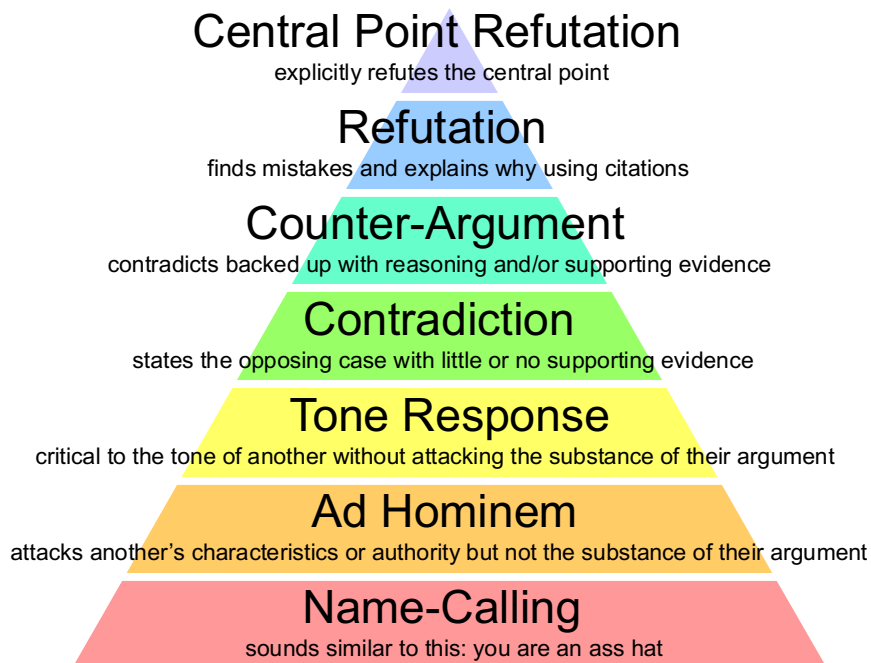 Central Point Refutation
explicitly refutes the central point
Refutation
finds mistakes and explains why using citations
Counter-Argument
contradicts backed up with reasoning and/or supporting evidence
Contradiction
states the opposing case with little or no supporting evidence
Tone Response
critical to the tone of another without attacking the substance of their argument
Ad Hominem
attacks another’s characteristics or authority but not the substance of their argument
Name-Calling
sounds similar to this: you are an ass hat